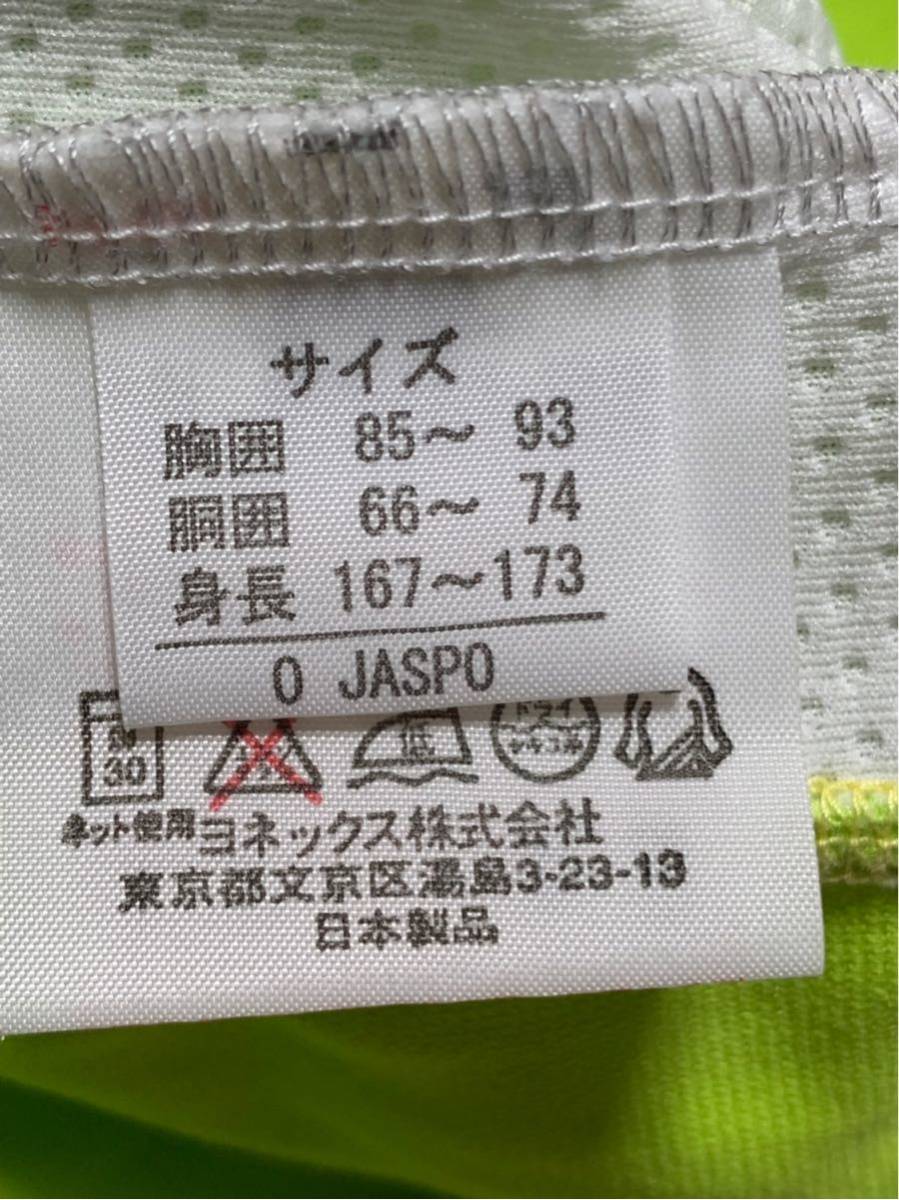 サイズ
胸囲 85～ 93
胴囲 66～ 74
身長 167～173
O JASPO
弱 30 低 ドライ
ネット使用 ヨネックス株式会社
東京都文京区湯島3-23-13
日本製品